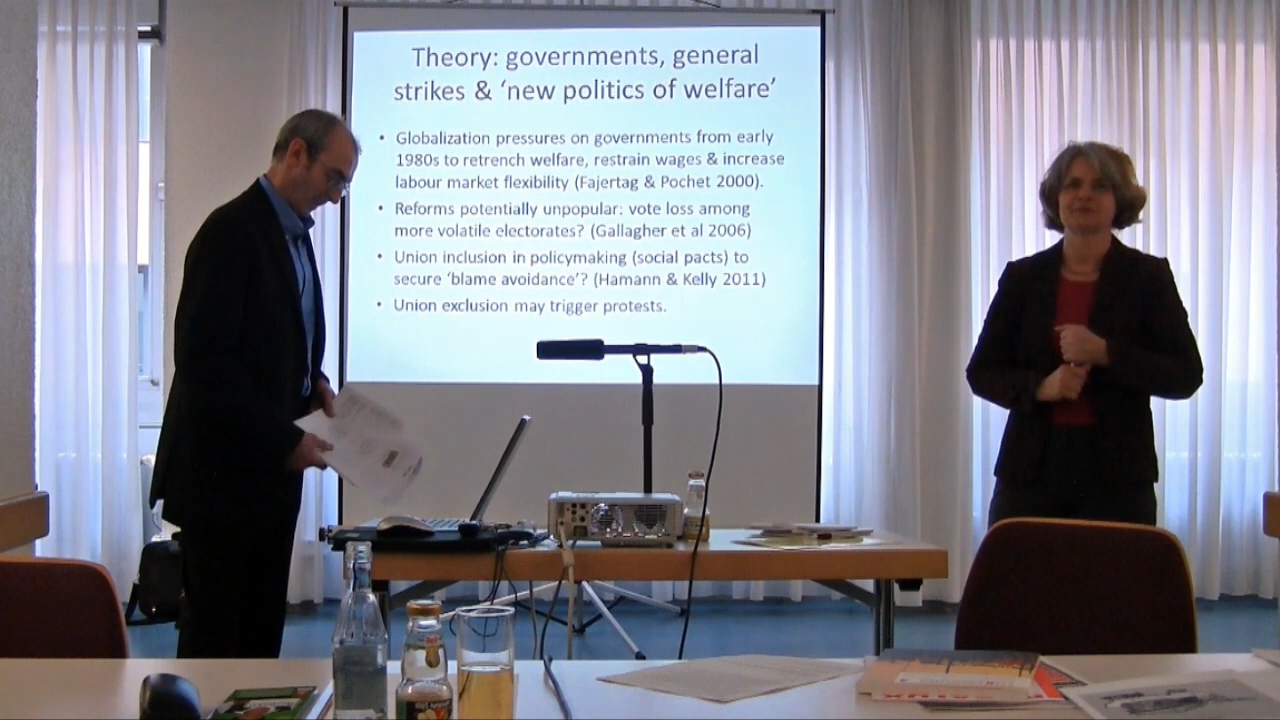 Theory: governments, general
strikes & ‘new politics of welfare’
• Globalization pressures on governments from early
1980s to retrench welfare, restrain wages & increase
labour market flexibility (Fajertag & Pochet 2000).
• Reforms potentially unpopular: vote loss among
more volatile electorates? (Gallagher et al 2006)
• Union inclusion in policymaking (social pacts) to
secure ‘blame avoidance’? (Hamann & Kelly 2011)
• Union exclusion may trigger protests.